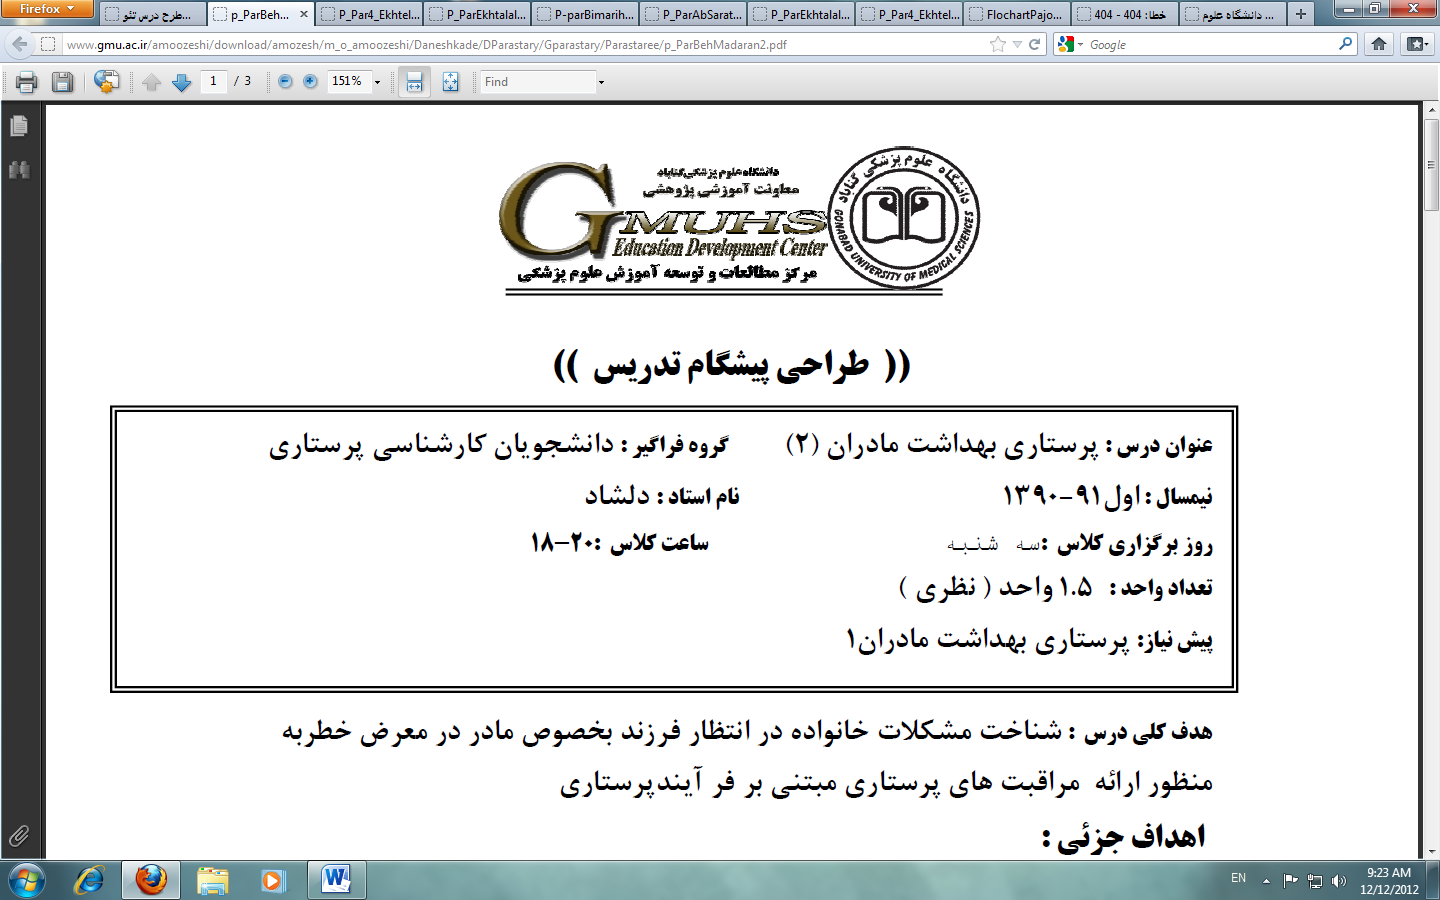 Firefox
طرح درس تئو...
p_ParBeh...
P_Par4_Ekhtel...
P_ParEkhtalal...
P-parBimarih...
P_ParAbSarat...
P_ParEkhtalal...
P_Par4_Ekhtel...
FlochartPajo...
خطا: 404 - 404
دانشگاه علوم ...
www.gmu.ac.ir/amoozeshi/download/amozesh/m_o_amoozeshi/Daneshkade/DParastary/Gparastary/Parastaree/p_ParBehMadaran2.pdf
Google
1 / 3
151%
Find
دانشگاه علوم پزشکی گناباد
معاونت آموزشی پژوهشی
GMUHS
Education Development Center
مرکز مطالعات و توسعه آموزش علوم پزشکی
دانشگاه علوم پزشکی گناباد
GONABAD UNIVERSITY OF MEDICAL SCIENCES
(( طراحی پیشگام تدریس ))
عنوان درس : پرستاری بهداشت مادران (۲) گروه فراگیر : دانشجویان کارشناسی پرستاری
نیمسال : اول ۹۱-۱۳۹۰ نام استاد : دلشاد
روز برگزاری کلاس :سه شنبه ساعت کلاس :۲۰-۱۸
تعداد واحد : ۱.۵ واحد ( نظری )
پیش نیاز: پرستاری بهداشت مادران۱
هدف کلی درس : شناخت مشکلات خانواده در انتظار فرزند بخصوص مادر در معرض خطربه
منظور ارائه مراقبت های پرستاری مبتنی بر فر آیندپرستاری
اهداف جزئی :
EN
9:23 AM
12/12/2012